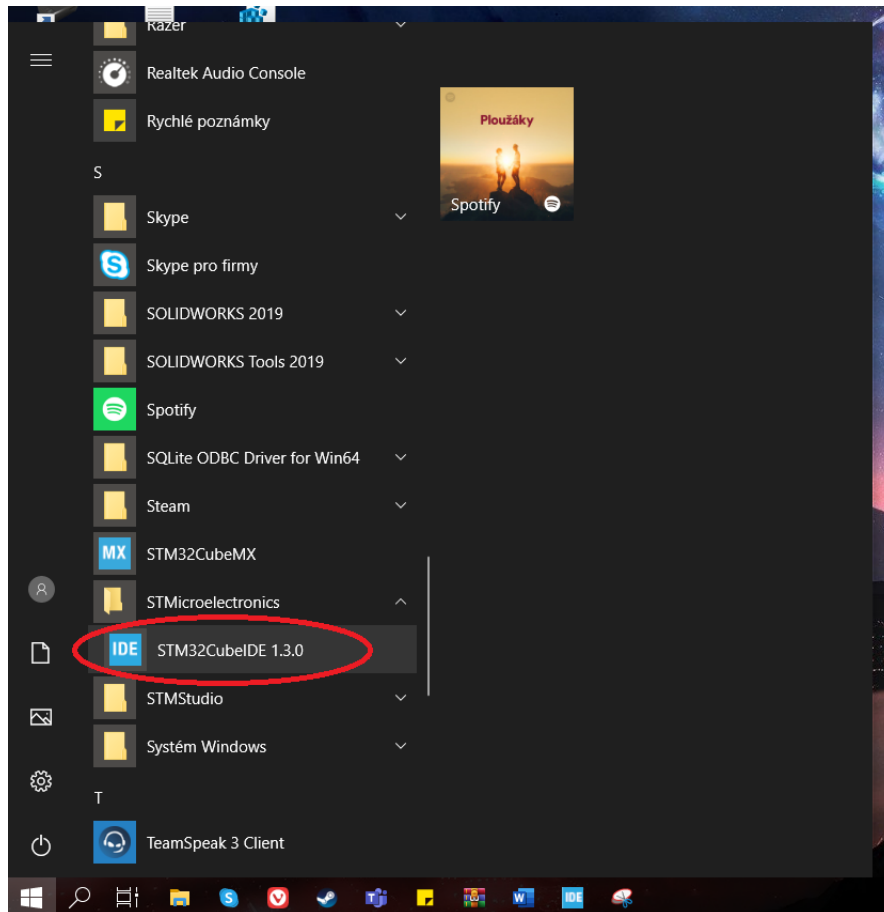 Razer
Realtek Audio Console
Rychlé poznámky
S
Skype
S
Skype pro firmy
SOLIDWORKS 2019
SOLIDWORKS Tools 2019
Spotify
SQLite ODBC Driver for Win64
Steam
MX
STM32CubeMX
STMicroelectronics
IDE
STM32CubeIDE 1.3.0
STMStudio
Systém Windows
T
TeamSpeak 3 Client
Ploužáky
Spotify
S
W
IDE